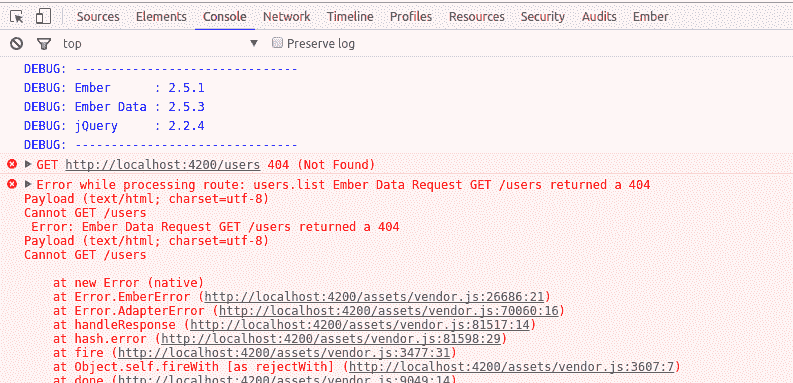 Sources Elements Console Network Timeline Profiles Resources Security Audits Ember
top Preserve log
DEBUG: -------------------------------
DEBUG: Ember      : 2.5.1
DEBUG: Ember Data : 2.5.3
DEBUG: jQuery     : 2.2.4
DEBUG: -------------------------------
GET http://localhost:4200/users 404 (Not Found)
Error while processing route: users.list Ember Data Request GET /users returned a 404
Payload (text/html; charset=utf-8)
Cannot GET /users
Error: Ember Data Request GET /users returned a 404
Payload (text/html; charset=utf-8)
Cannot GET /users
at new Error (native)
at Error.EmberError (http://localhost:4200/assets/vendor.js:26686:21)
at Error.AdapterError (http://localhost:4200/assets/vendor.js:70060:16)
at handleResponse (http://localhost:4200/assets/vendor.js:81517:14)
at hash.error (http://localhost:4200/assets/vendor.js:81598:29)
at fire (http://localhost:4200/assets/vendor.js:3477:31)
at Object.self.fireWith [as rejectWith] (http://localhost:4200/assets/vendor.js:3607:7)
at done (http://localhost:4200/assets/vendor.js:9049:14)